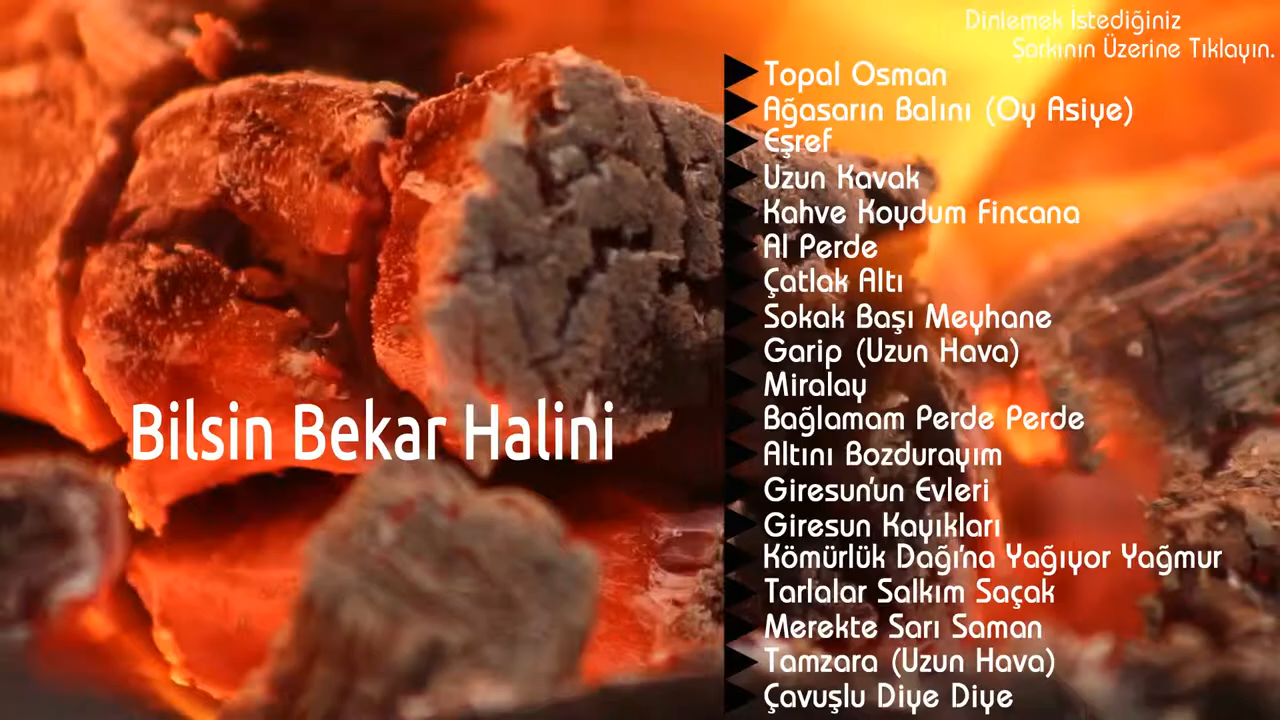 Dinlemek İstediğiniz
Şarkının Üzerine Tıklayın.
Topal Osman
Ağasarın Balını (Oy Asiye)
Eşref
Uzun Kavak
Kahve Koydum Fincana
Al Perde
Çatlak Altı
Sokak Başı Meyhane
Garip (Uzun Hava)
Miralay
Bağlamam Perde Perde
Altını Bozdurayım
Giresun'un Evleri
Giresun Kayıkları
Kömürlük Dağı'na Yağıyor Yağmur
Tarlalar Salkım Saçak
Merekte Sarı Saman
Tamzara (Uzun Hava)
Çavuşlu Diye Diye
Bilsin Bekar Halini